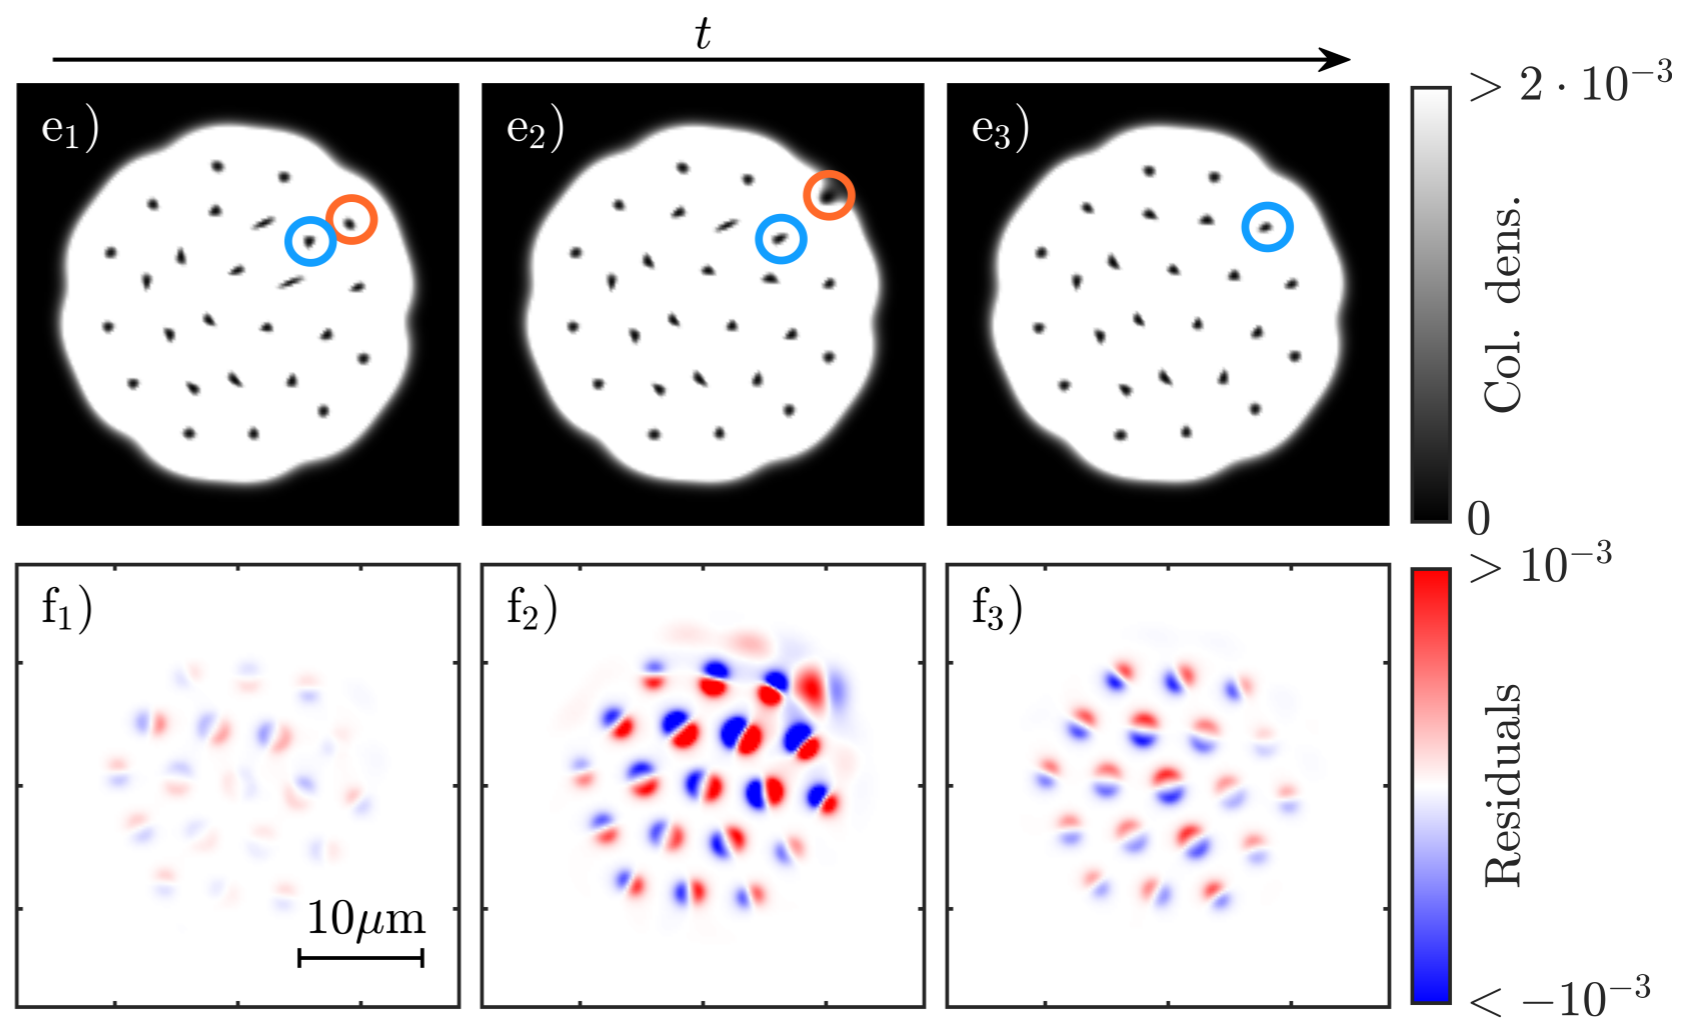 t
e₁) e₂) e₃)
> 2 · 10⁻³
Col. dens.
0
f₁) f₂) f₃)
> 10⁻³
Residuals
10μm
< −10⁻³